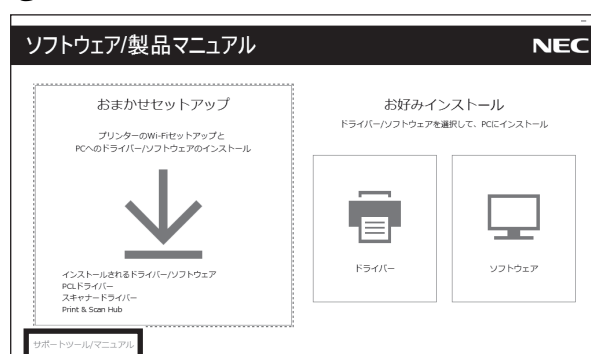 ソフトウェア/製品マニュアル
NEC
おまかせセットアップ
プリンターのWi-Fiセットアップと
PCへのドライバー/ソフトウェアのインストール
インストールされるドライバー/ソフトウェア
PCLドライバー
スキャナードライバー
Print & Scan Hub
お好みインストール
ドライバー/ソフトウェアを選択して、PCにインストール
ドライバー
ソフトウェア
サポートツール/マニュアル